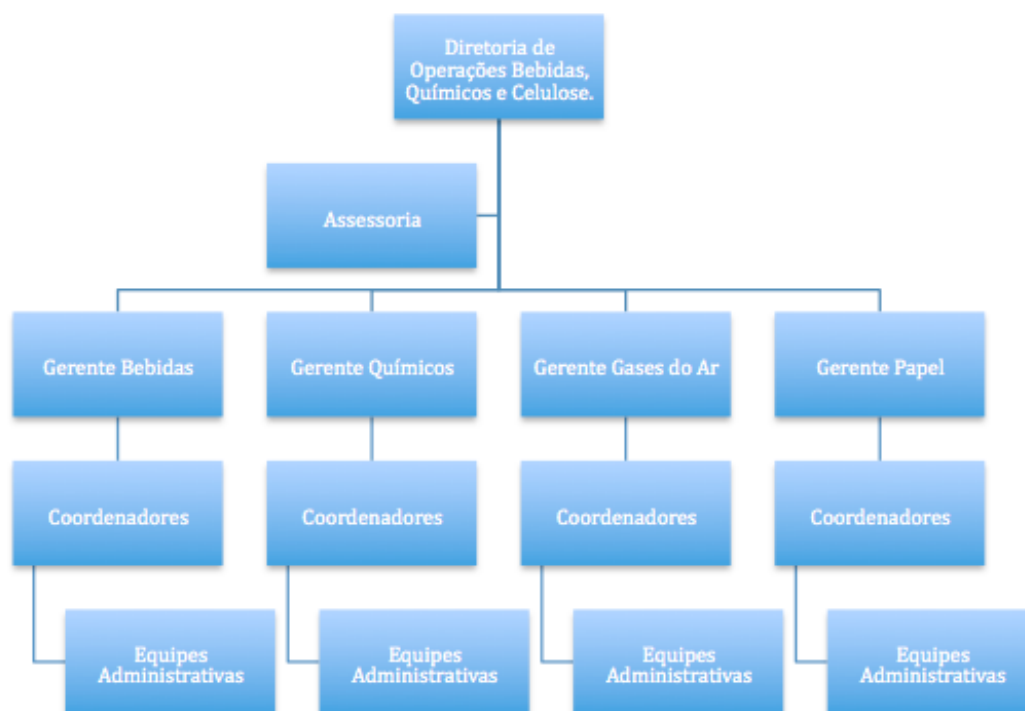 Diretoria de
Operações Bebidas,
Químicos e Celulose.
Assessoria
Gerente Bebidas
Gerente Químicos
Gerente Gases do Ar
Gerente Papel
Coordenadores
Coordenadores
Coordenadores
Coordenadores
Equipes
Administrativas
Equipes
Administrativas
Equipes
Administrativas
Equipes
Administrativas